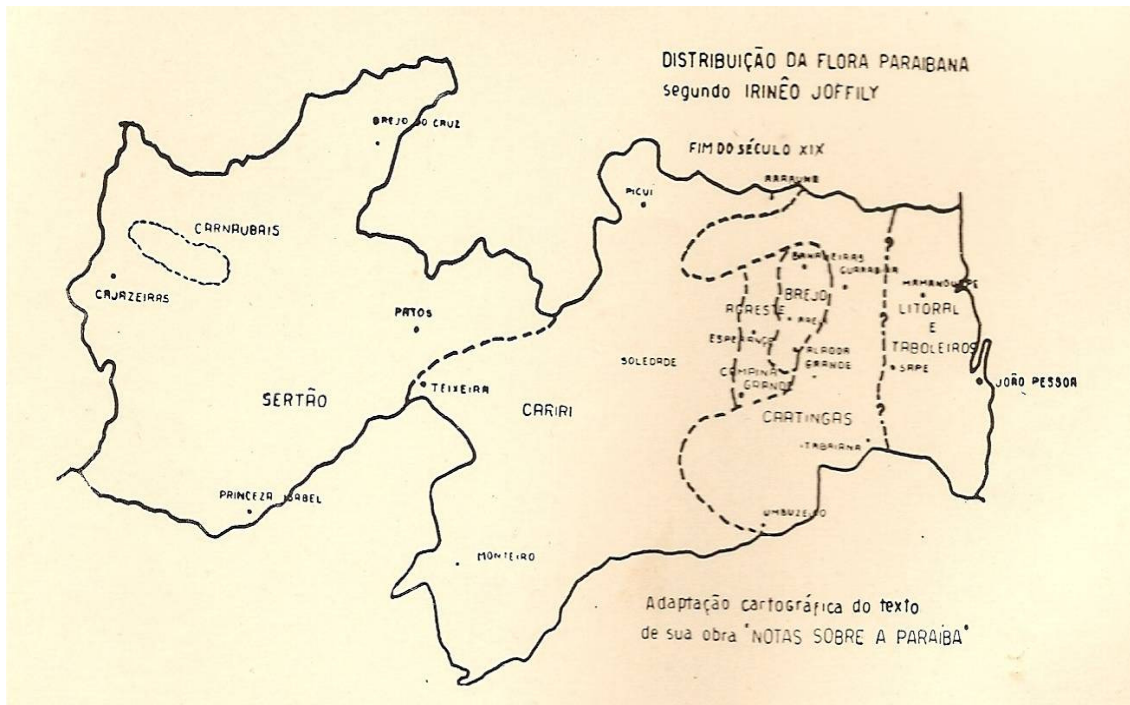 DISTRIBUIÇÃO DA FLORA PARAIBANA
segundo IRINÊO JOFFILY
FIM DO SÉCULO XIX
BREJO DO CRUZ
ARARUNA
PICUÍ
CARNAUBAIS
BANANEIRAS
GUARABIRA
CAJAZEIRAS
MAMANGUAPE
BREJO
LITORAL
E
TABOLEIROS
AGRESTE
AREIA
PATOS
ESPERANÇA
SOLEDADE
ALAGOA
GRANDE
SAPE
CAMPINA
GRANDE
JOÃO PESSOA
TEIXEIRA
SERTÃO
CARIRI
CAATINGAS
ITABAIANA
PRINCEZA ISABEL
UMBUZEIRO
MONTEIRO
?
?
?
Adaptação cartográfica do texto
de sua obra "NOTAS SOBRE A PARAÍBA"